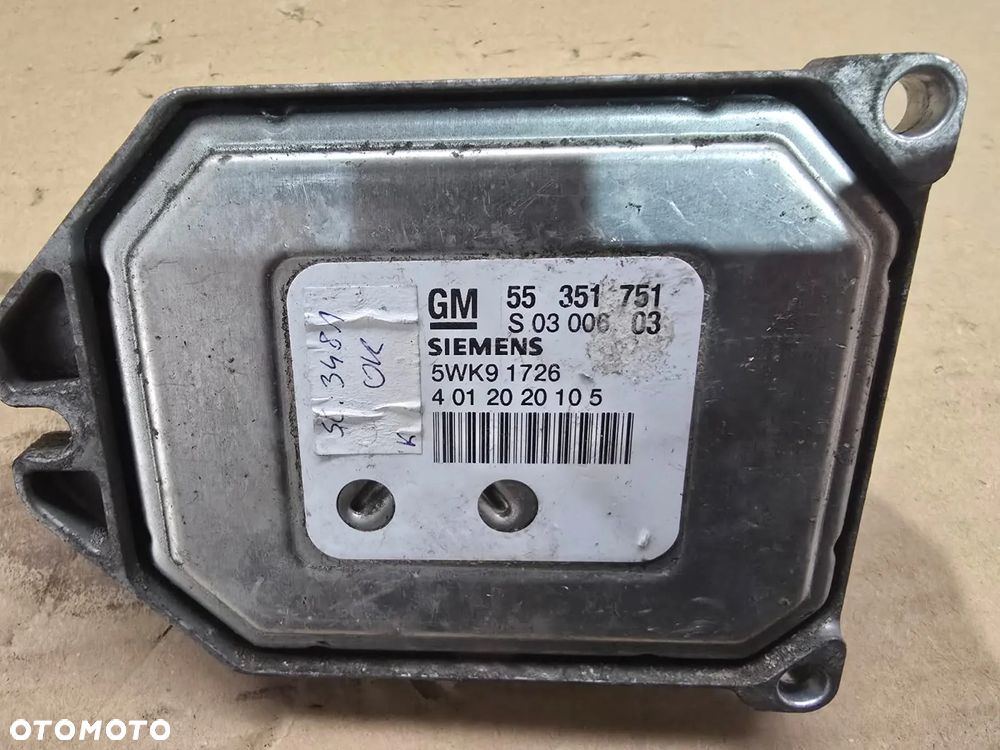 GM 55 351 751
S 03 006 03
SIEMENS
5WK9 1726
4 01 20 20 10 5
OK
K
OTOMOTO